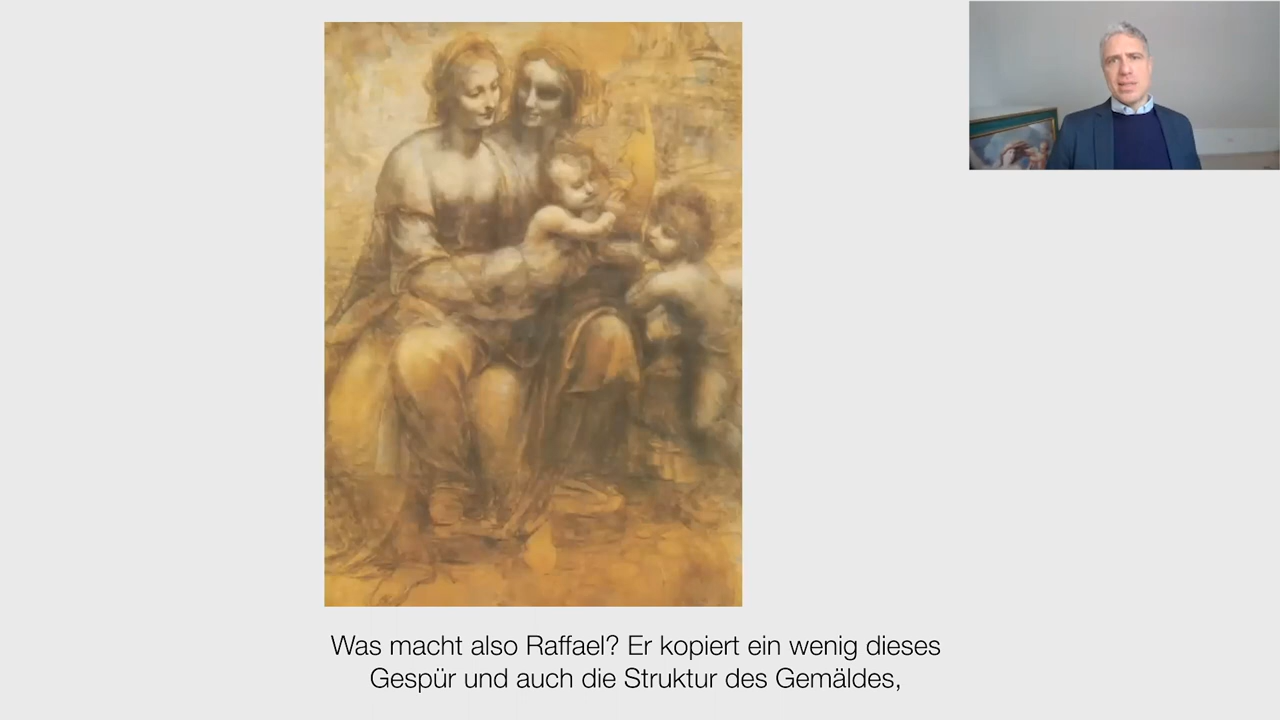 Was macht also Raffael? Er kopiert ein wenig dieses
Gespür und auch die Struktur des Gemäldes,